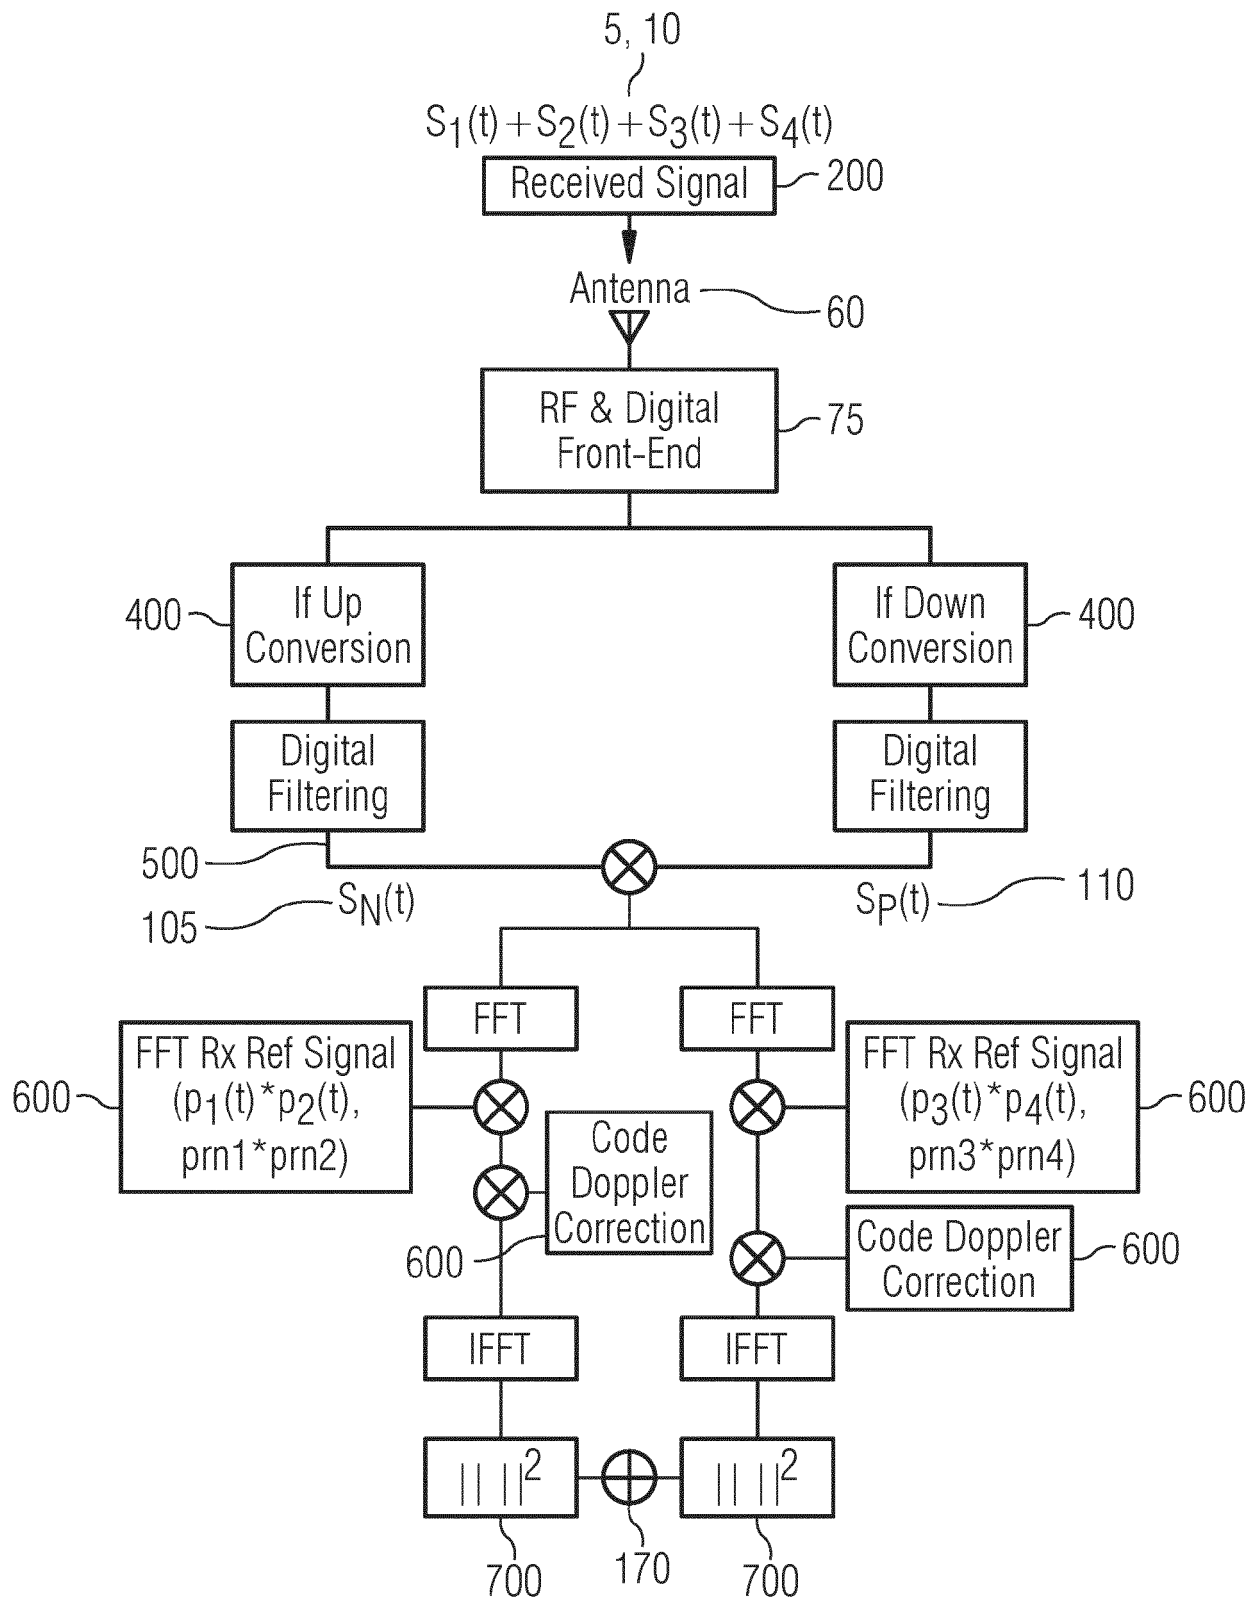 5, 10
S1(t)+S2(t)+S3(t)+S4(t)
Received Signal
200
Antenna
60
RF & Digital
Front-End
75
If Up
Conversion
400
If Down
Conversion
400
Digital
Filtering
Digital
Filtering
500
SN(t)
105
SP(t)
110
FFT
FFT
FFT Rx Ref Signal
(p1(t)*p2(t),
prn1*prn2)
600
FFT Rx Ref Signal
(p3(t)*p4(t),
prn3*prn4)
600
Code
Doppler
Correction
600
Code Doppler
Correction
600
IFFT
IFFT
|| ||2
|| ||2
700
170
700